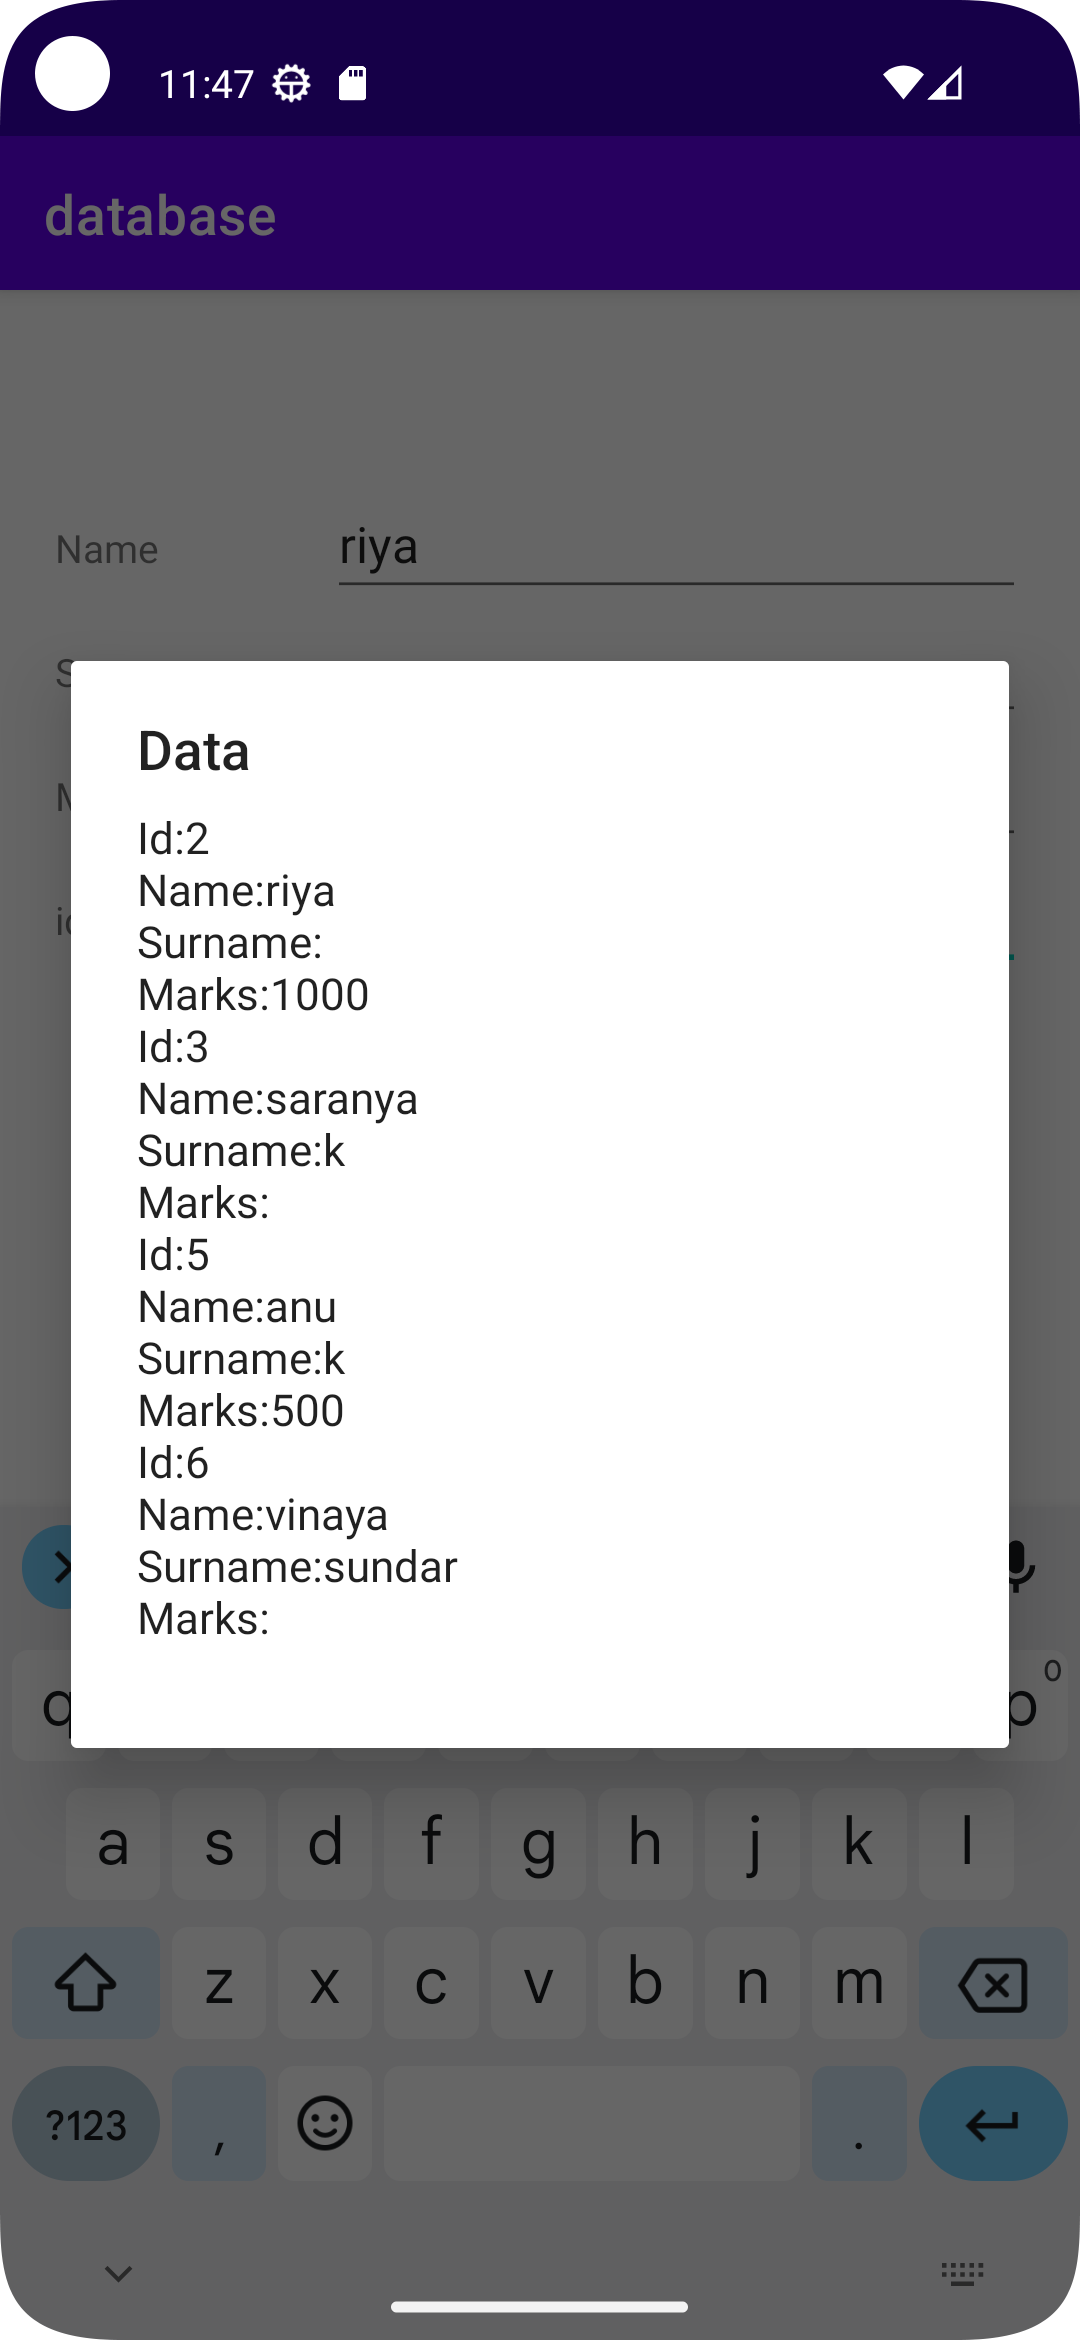 11:47
database
Name riya
Data
Id:2
Name:riya
Surname:
Marks:1000
Id:3
Name:saranya
Surname:k
Marks:
Id:5
Name:anu
Surname:k
Marks:500
Id:6
Name:vinaya
Surname:sundar
Marks:
q p 0
a s d f g h j k l
z x c v b n m
?123 , .